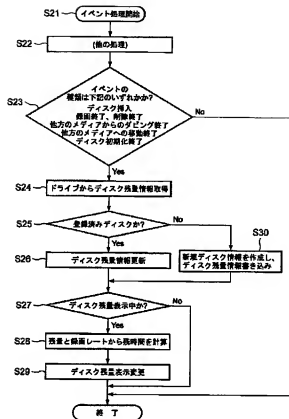 S21
イベント処理開始
S22
(他の処理)
S23
イベントの
種類は下記のいずれかか?
ディスク挿入
録画終了、削除終了
他方のメディアからのダビング終了
他方のメディアへの移動終了
ディスク初期化終了
No
Yes
S24
ドライブからディスク残量情報取得
S25
登録済みディスクか?
No
Yes
S30
新規ディスク情報を作成し、
ディスク残量情報書き込み
S26
ディスク残量情報更新
S27
ディスク残量表示中か?
No
Yes
S28
残量と録画レートから残時間を計算
S29
ディスク残量表示変更
終了